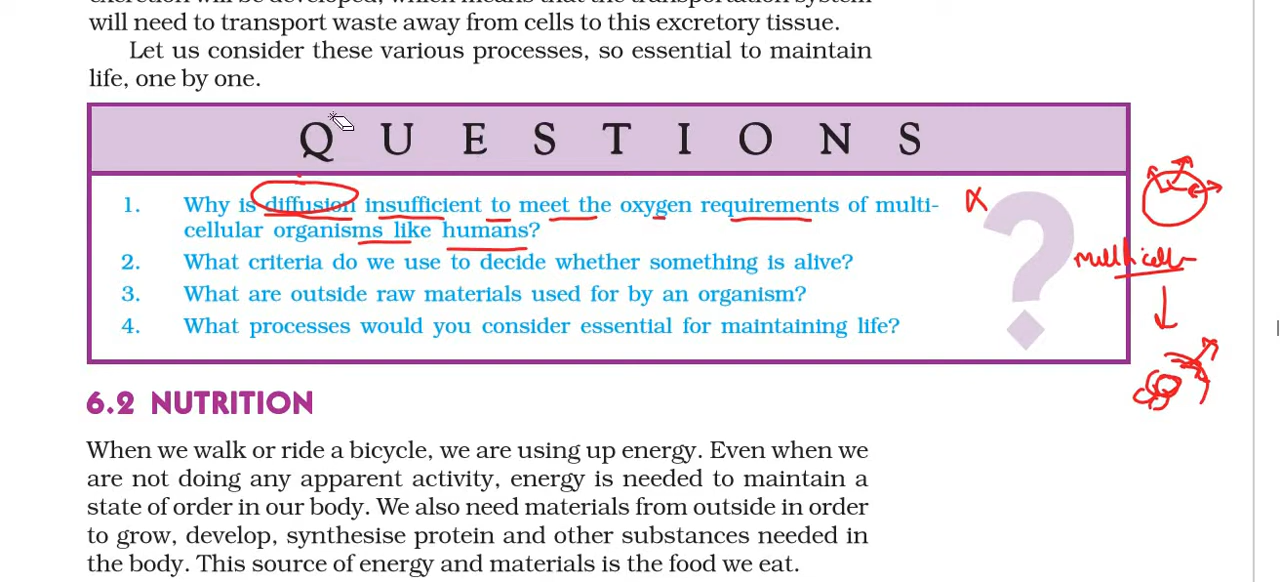 will need to transport waste away from cells to this excretory tissue.
Let us consider these various processes, so essential to maintain
life, one by one.
QUESTIONS
1. Why is diffusion insufficient to meet the oxygen requirements of multi-
cellular organisms like humans?
2. What criteria do we use to decide whether something is alive?
3. What are outside raw materials used for by an organism?
4. What processes would you consider essential for maintaining life?
?
6.2 NUTRITION
When we walk or ride a bicycle, we are using up energy. Even when we
are not doing any apparent activity, energy is needed to maintain a
state of order in our body. We also need materials from outside in order
to grow, develop, synthesise protein and other substances needed in
the body. This source of energy and materials is the food we eat.